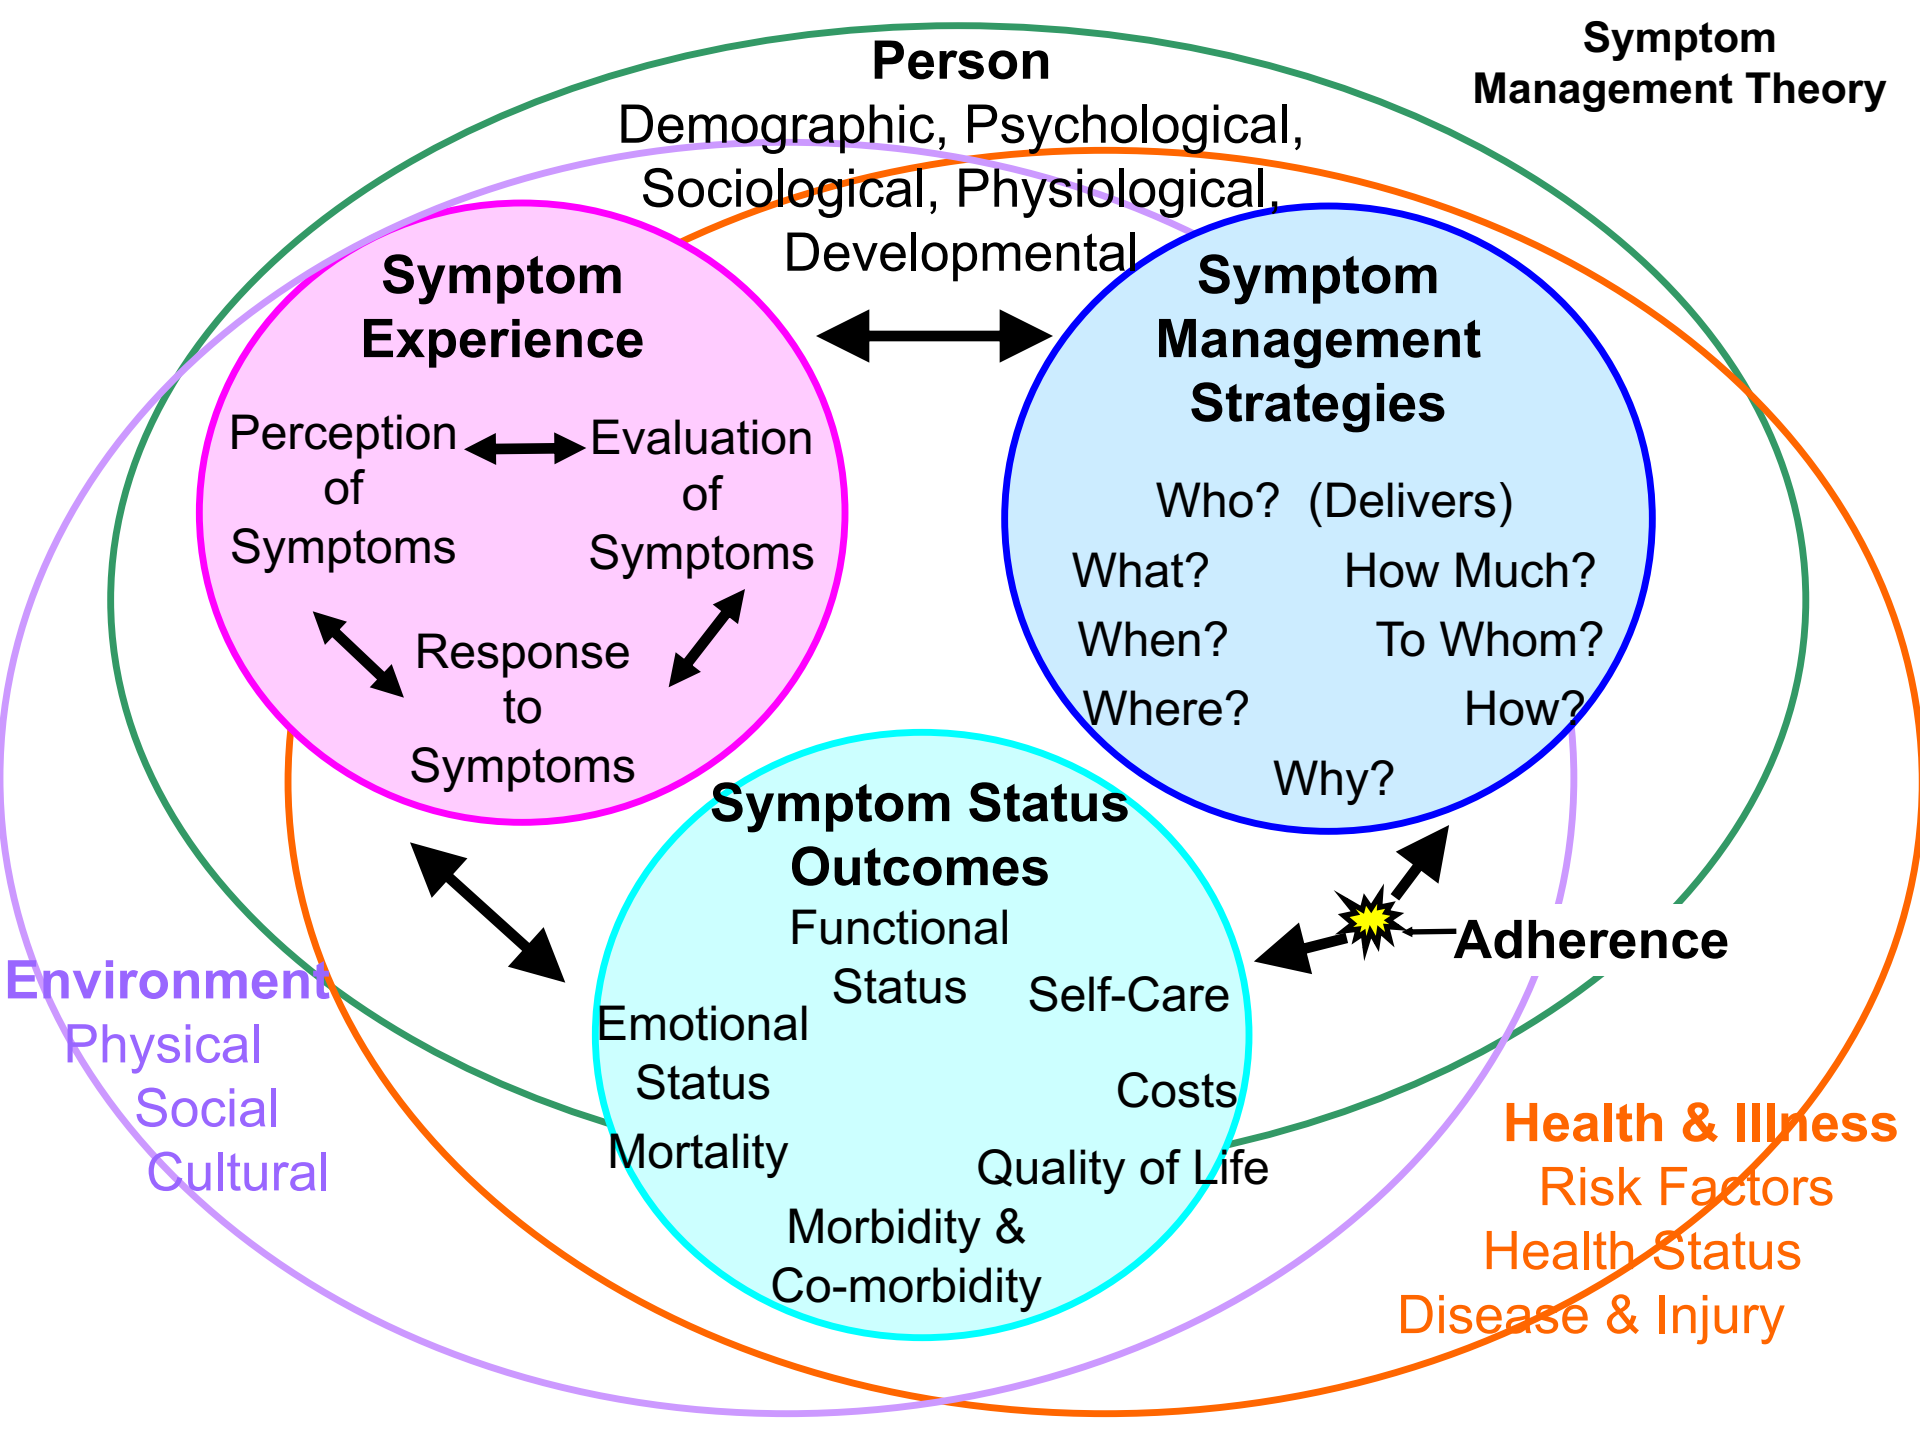 Symptom
Management Theory
Person
Demographic, Psychological,
Sociological, Physiological,
Developmental
Symptom
Experience
Perception
of
Symptoms
Evaluation
of
Symptoms
Response
to
Symptoms
Symptom
Management
Strategies
Who? (Delivers)
What? How Much?
When? To Whom?
Where? How?
Why?
Symptom Status
Outcomes
Functional
Status
Self-Care
Emotional
Status
Costs
Mortality
Quality of Life
Morbidity &
Co-morbidity
Adherence
Environment
Physical
Social
Cultural
Health & Illness
Risk Factors
Health Status
Disease & Injury